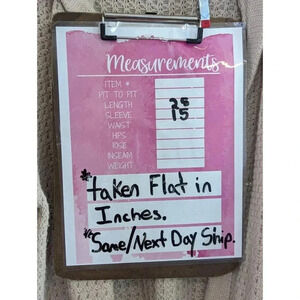 Measurements
ITEM #
PIT TO PIT
LENGTH 25
SLEEVE 15
WAIST
HIPS
RISE
INSEAM
WEIGHT
*taken Flat in
Inches.
*Same/Next Day Ship.